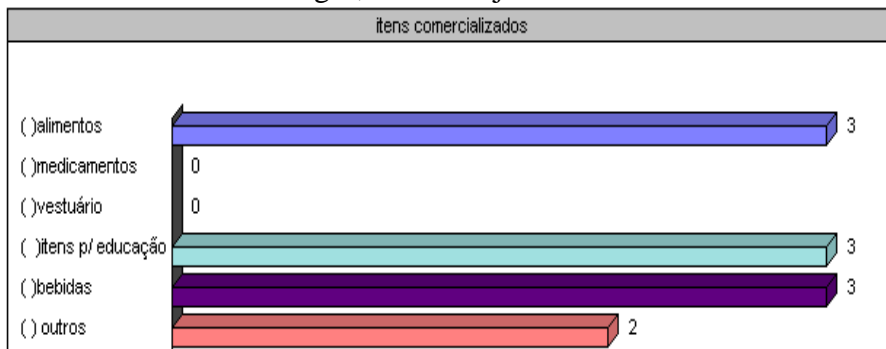 itens comercializados
( )alimentos 3
( )medicamentos 0
( )vestuário 0
( )itens p/ educação 3
( )bebidas 3
( ) outros 2